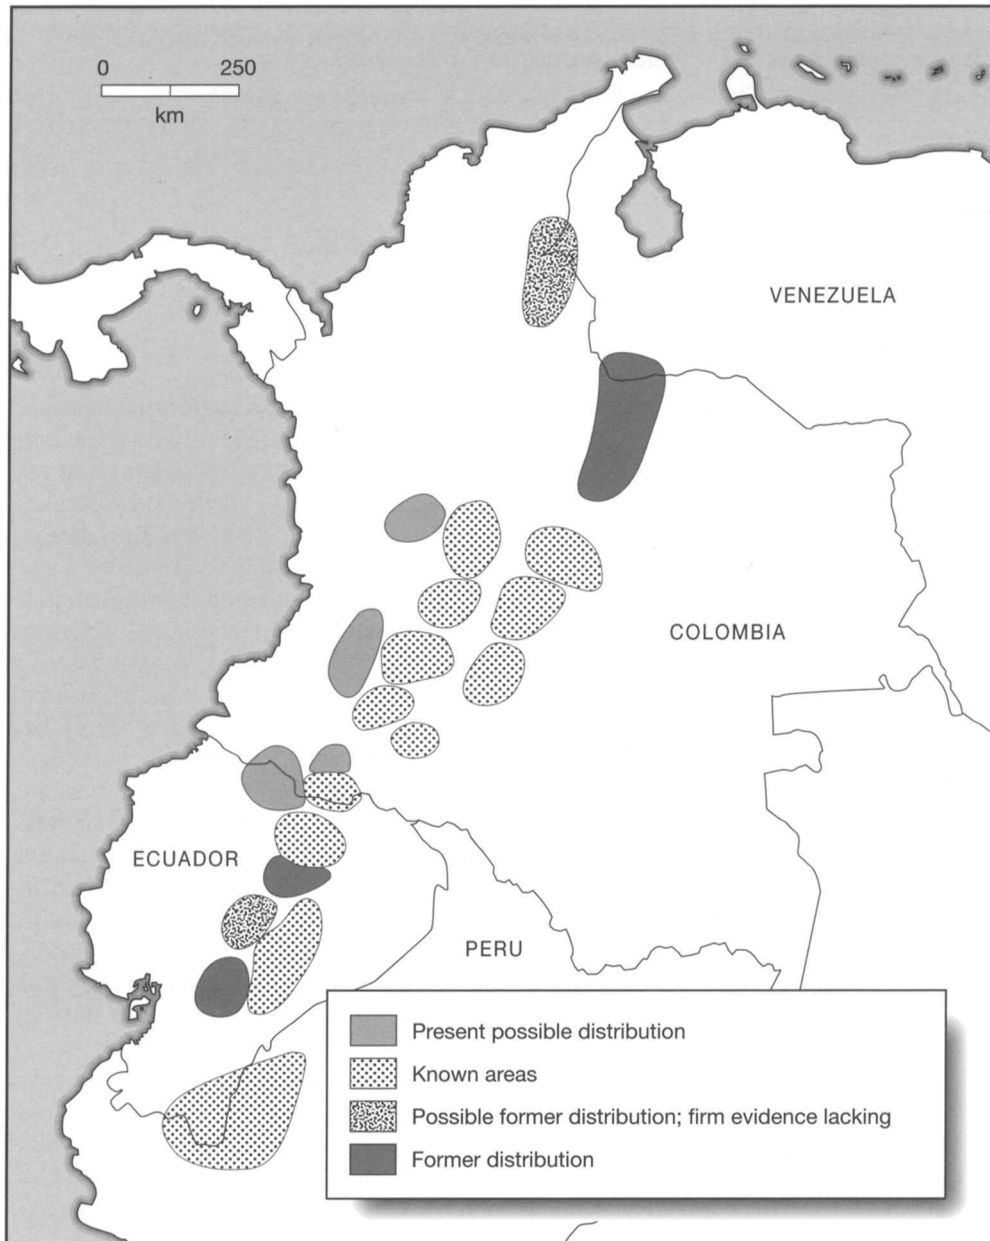 0 250
km
VENEZUELA
COLOMBIA
ECUADOR
PERU
Present possible distribution
Known areas
Possible former distribution; firm evidence lacking
Former distribution